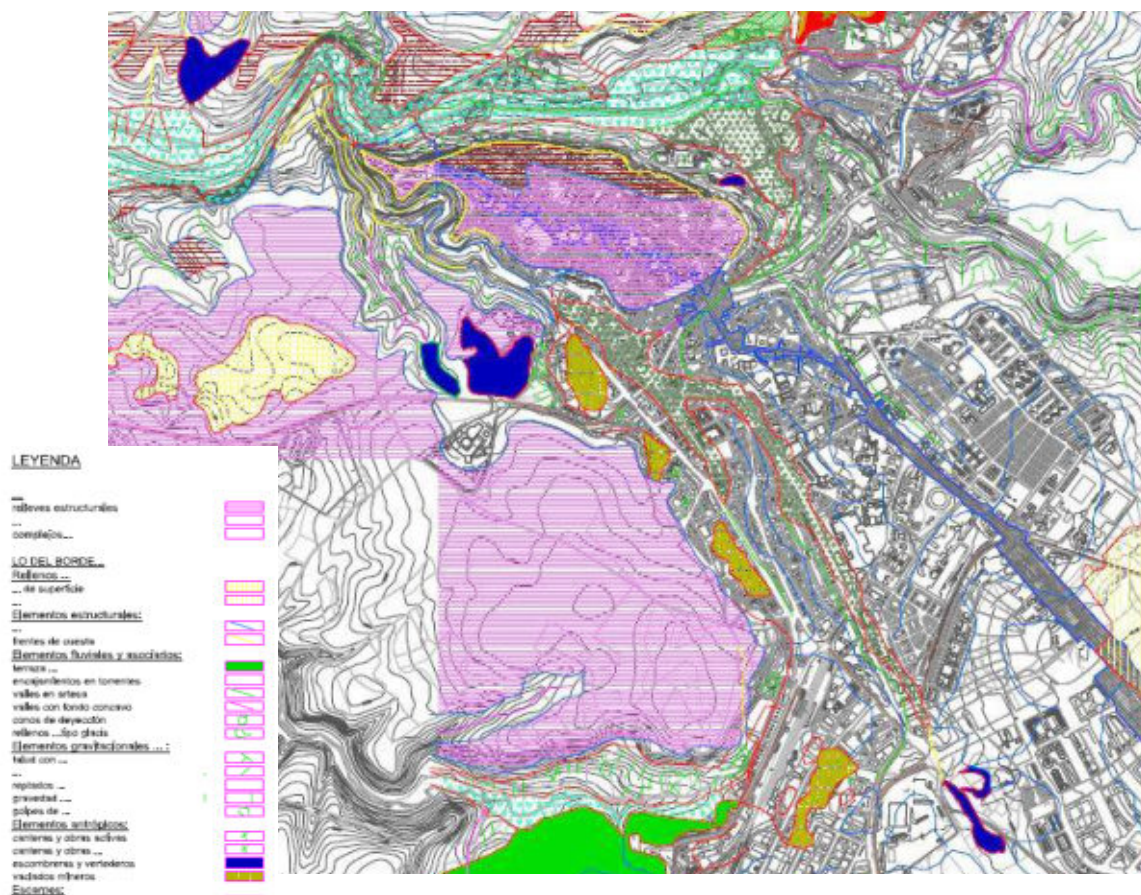 LEYENDA
...
relieves estructurales
...
complejos...
LO DEL BORDE...
Rellenos ...
... de superficie
...
Elementos estructurales:
...
frentes de cuesta
Elementos fluviales y asociados:
terraza ...
encajamientos en torrentes
valles en artesa
valles con fondo concavo
conos de deyección
rellenos ...tipo glacis
Elementos gravitacionales ... :
talud con ...
...
reptados ...
gravedad ...
golpes de ...
Elementos antrópicos:
canteras y obras activas
canteras y obras ...
escombreras y vertederos
vaciados mineros
Escarpes: